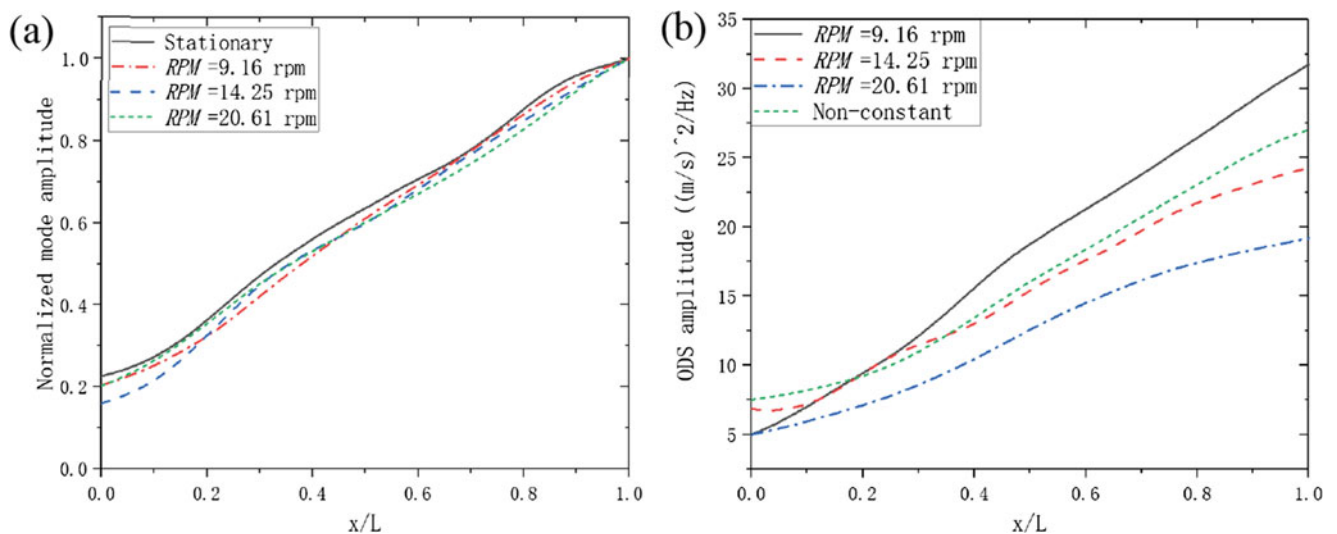 (a)
Stationary
RPM =9.16 rpm
RPM =14.25 rpm
RPM =20.61 rpm
Normalized mode amplitude
1.0
0.8
0.6
0.4
0.2
0.0
0.0 0.2 0.4 0.6 0.8 1.0
x/L
(b)
RPM =9.16 rpm
RPM =14.25 rpm
RPM =20.61 rpm
Non-constant
ODS amplitude ((m/s)^2/Hz)
35
30
25
20
15
10
5
0.0 0.2 0.4 0.6 0.8 1.0
x/L